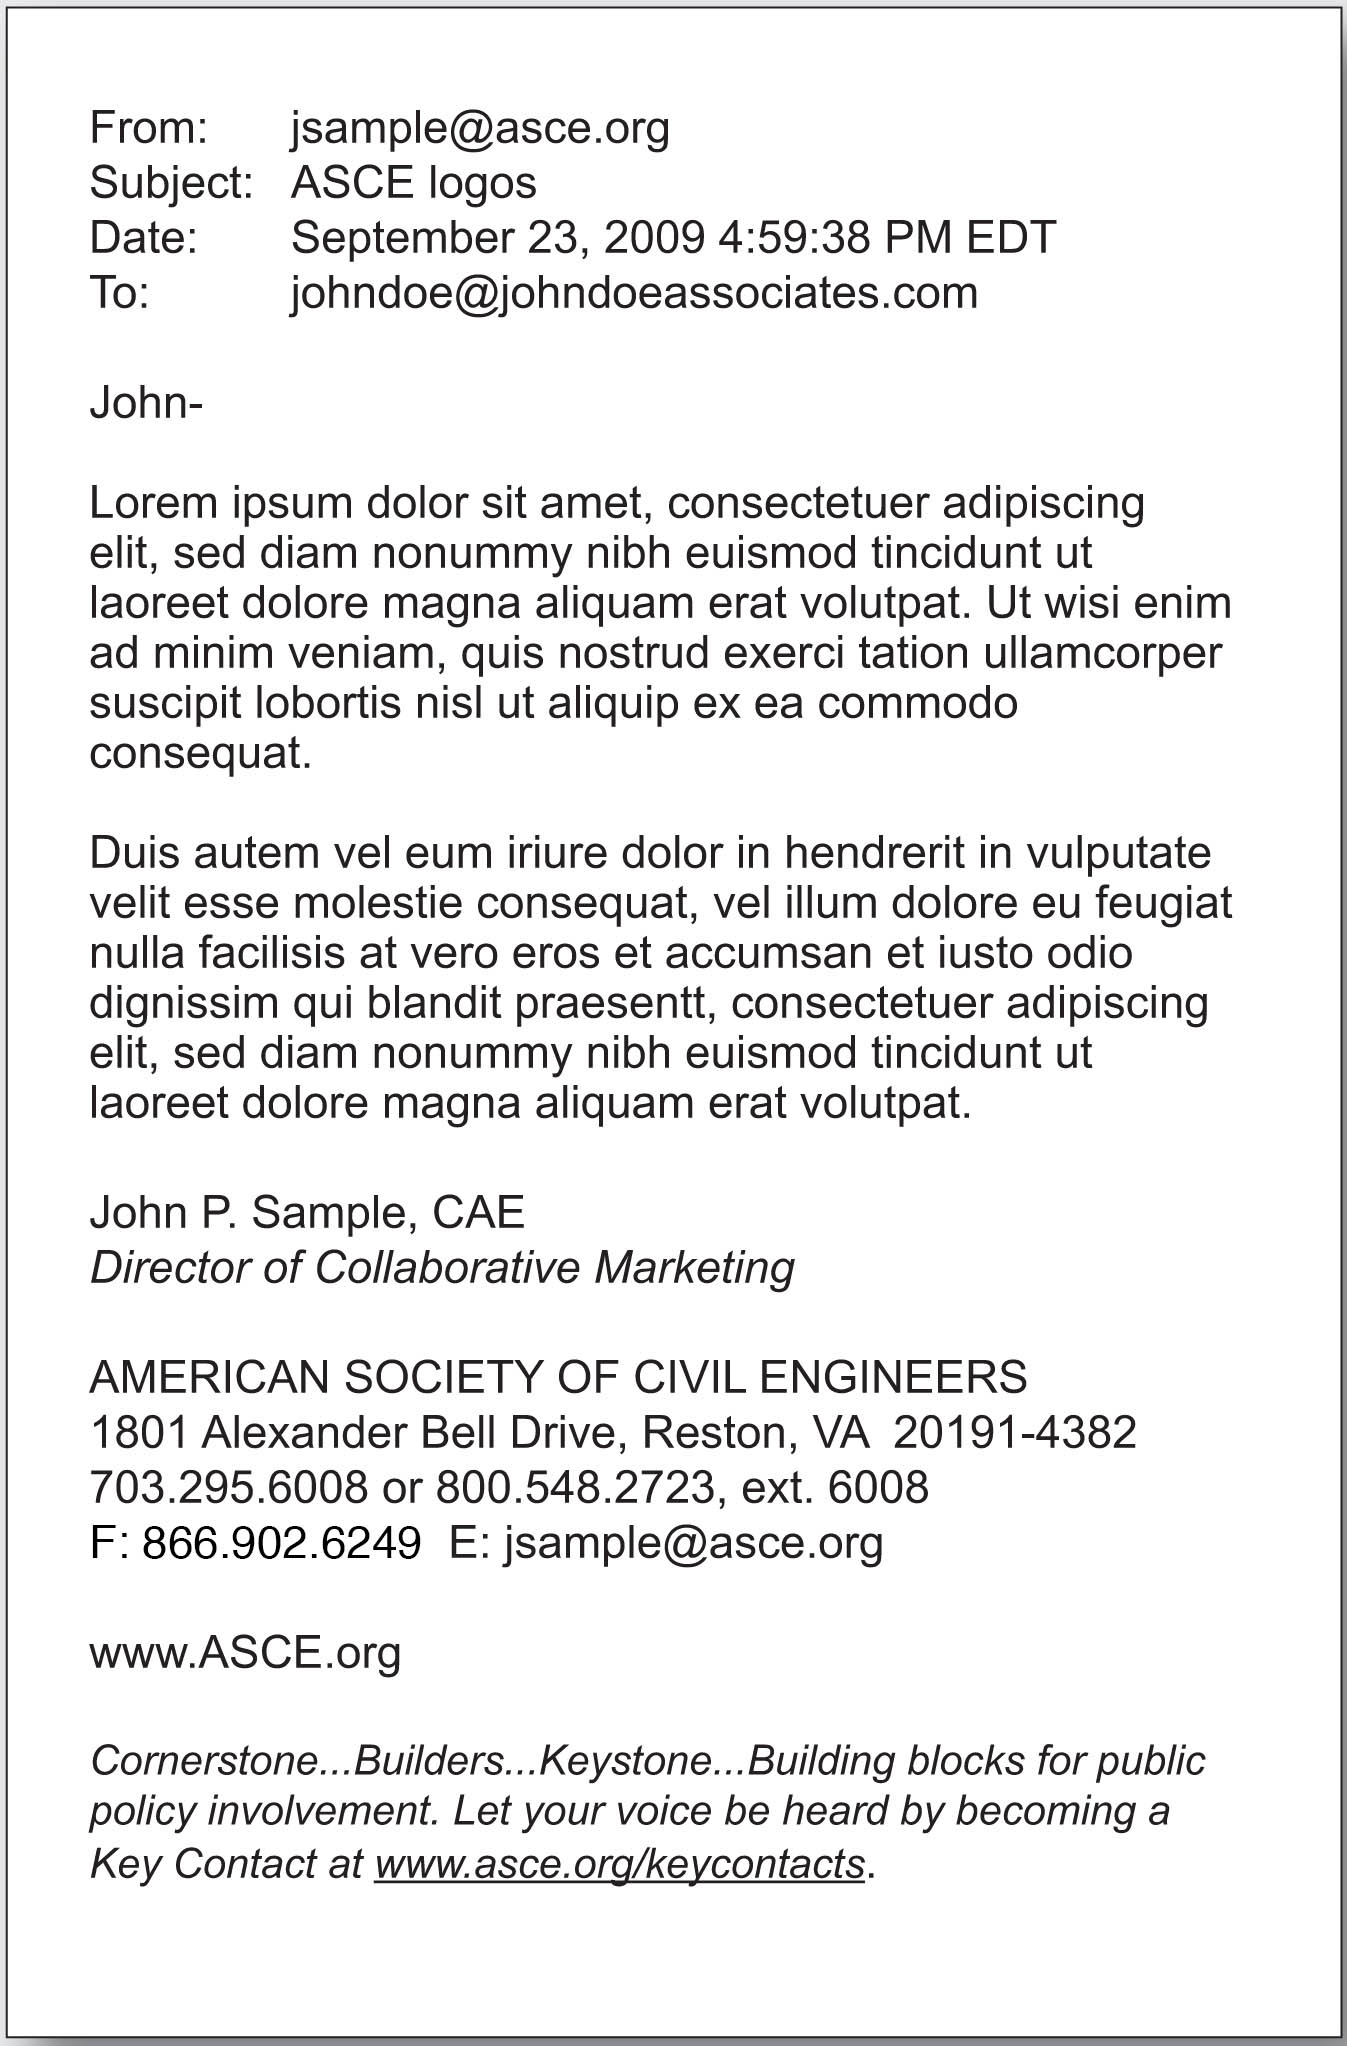 From: jsample@asce.org
Subject: ASCE logos
Date: September 23, 2009 4:59:38 PM EDT
To: johndoe@johndoeassociates.com
John-
Lorem ipsum dolor sit amet, consectetuer adipiscing
elit, sed diam nonummy nibh euismod tincidunt ut
laoreet dolore magna aliquam erat volutpat. Ut wisi enim
ad minim veniam, quis nostrud exerci tation ullamcorper
suscipit lobortis nisl ut aliquip ex ea commodo
consequat.
Duis autem vel eum iriure dolor in hendrerit in vulputate
velit esse molestie consequat, vel illum dolore eu feugiat
nulla facilisis at vero eros et accumsan et iusto odio
dignissim qui blandit praesentt, consectetuer adipiscing
elit, sed diam nonummy nibh euismod tincidunt ut
laoreet dolore magna aliquam erat volutpat.
John P. Sample, CAE
Director of Collaborative Marketing
AMERICAN SOCIETY OF CIVIL ENGINEERS
1801 Alexander Bell Drive, Reston, VA  20191-4382
703.295.6008 or 800.548.2723, ext. 6008
F: 866.902.6249  E: jsample@asce.org
www.ASCE.org
Cornerstone...Builders...Keystone...Building blocks for public
policy involvement. Let your voice be heard by becoming a
Key Contact at www.asce.org/keycontacts.